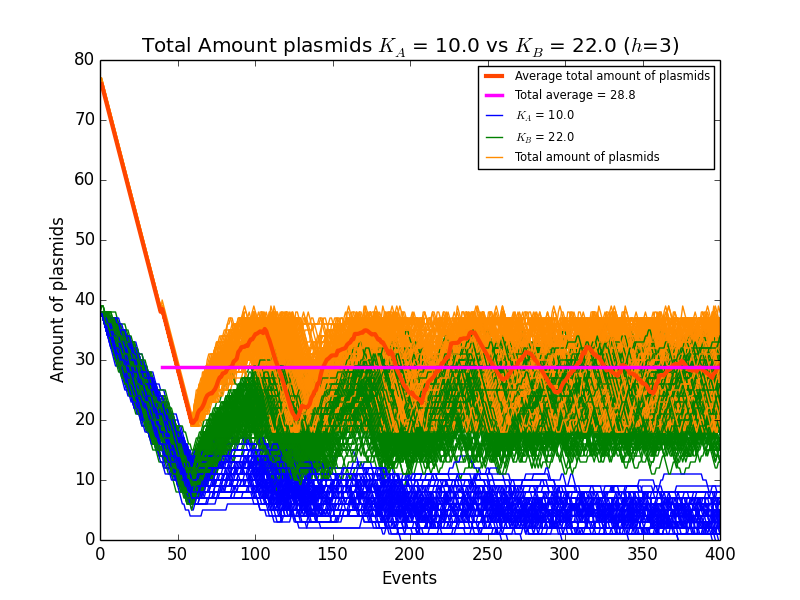 Total Amount plasmids K_A = 10.0 vs K_B = 22.0 (h=3)
80
70
60
50
40
30
20
10
0
Amount of plasmids
Average total amount of plasmids
Total average = 28.8
K_A = 10.0
K_B = 22.0
Total amount of plasmids
0 50 100 150 200 250 300 350 400
Events